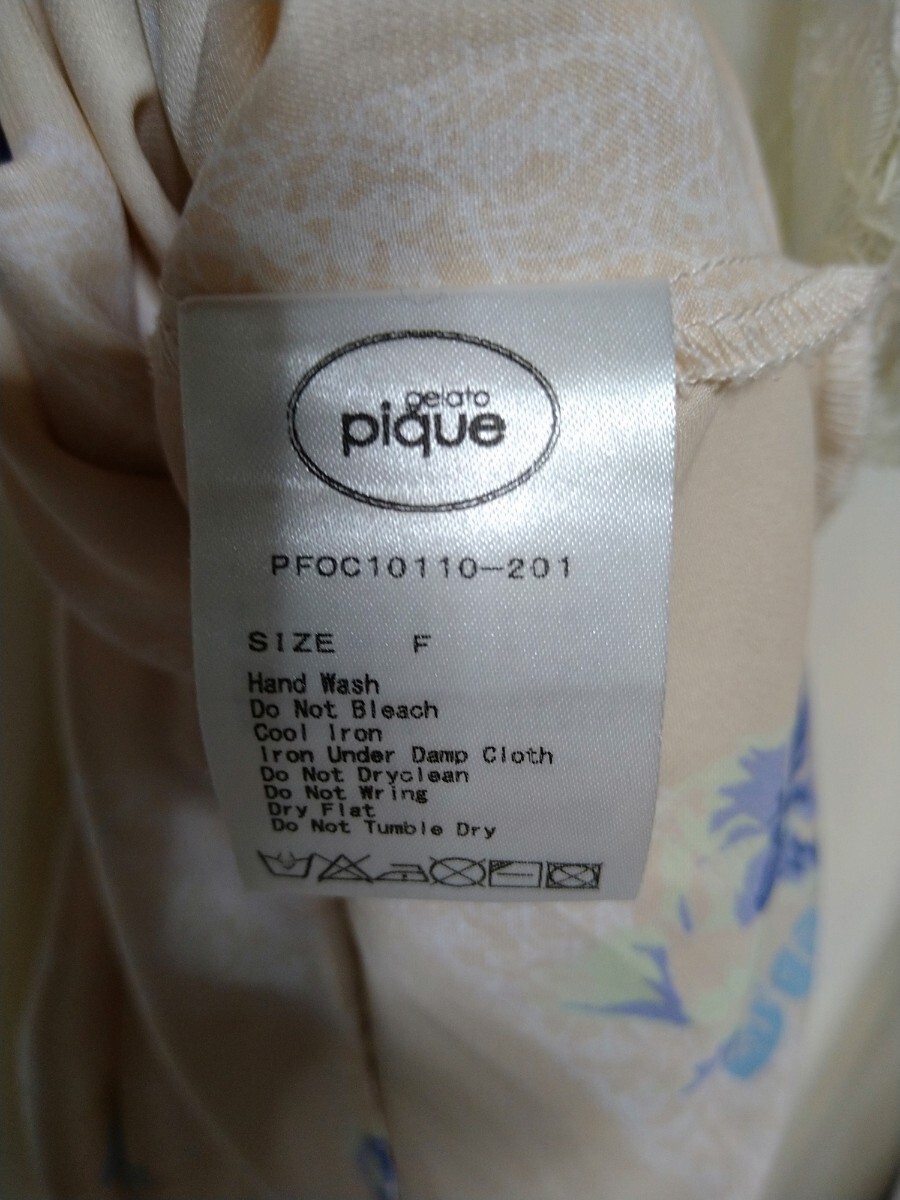 gelato
pique
PFOC10110-201
SIZE F
Hand Wash
Do Not Bleach
Cool Iron
Iron Under Damp Cloth
Do Not Dryclean
Do Not Wring
Dry Flat
Do Not Tumble Dry